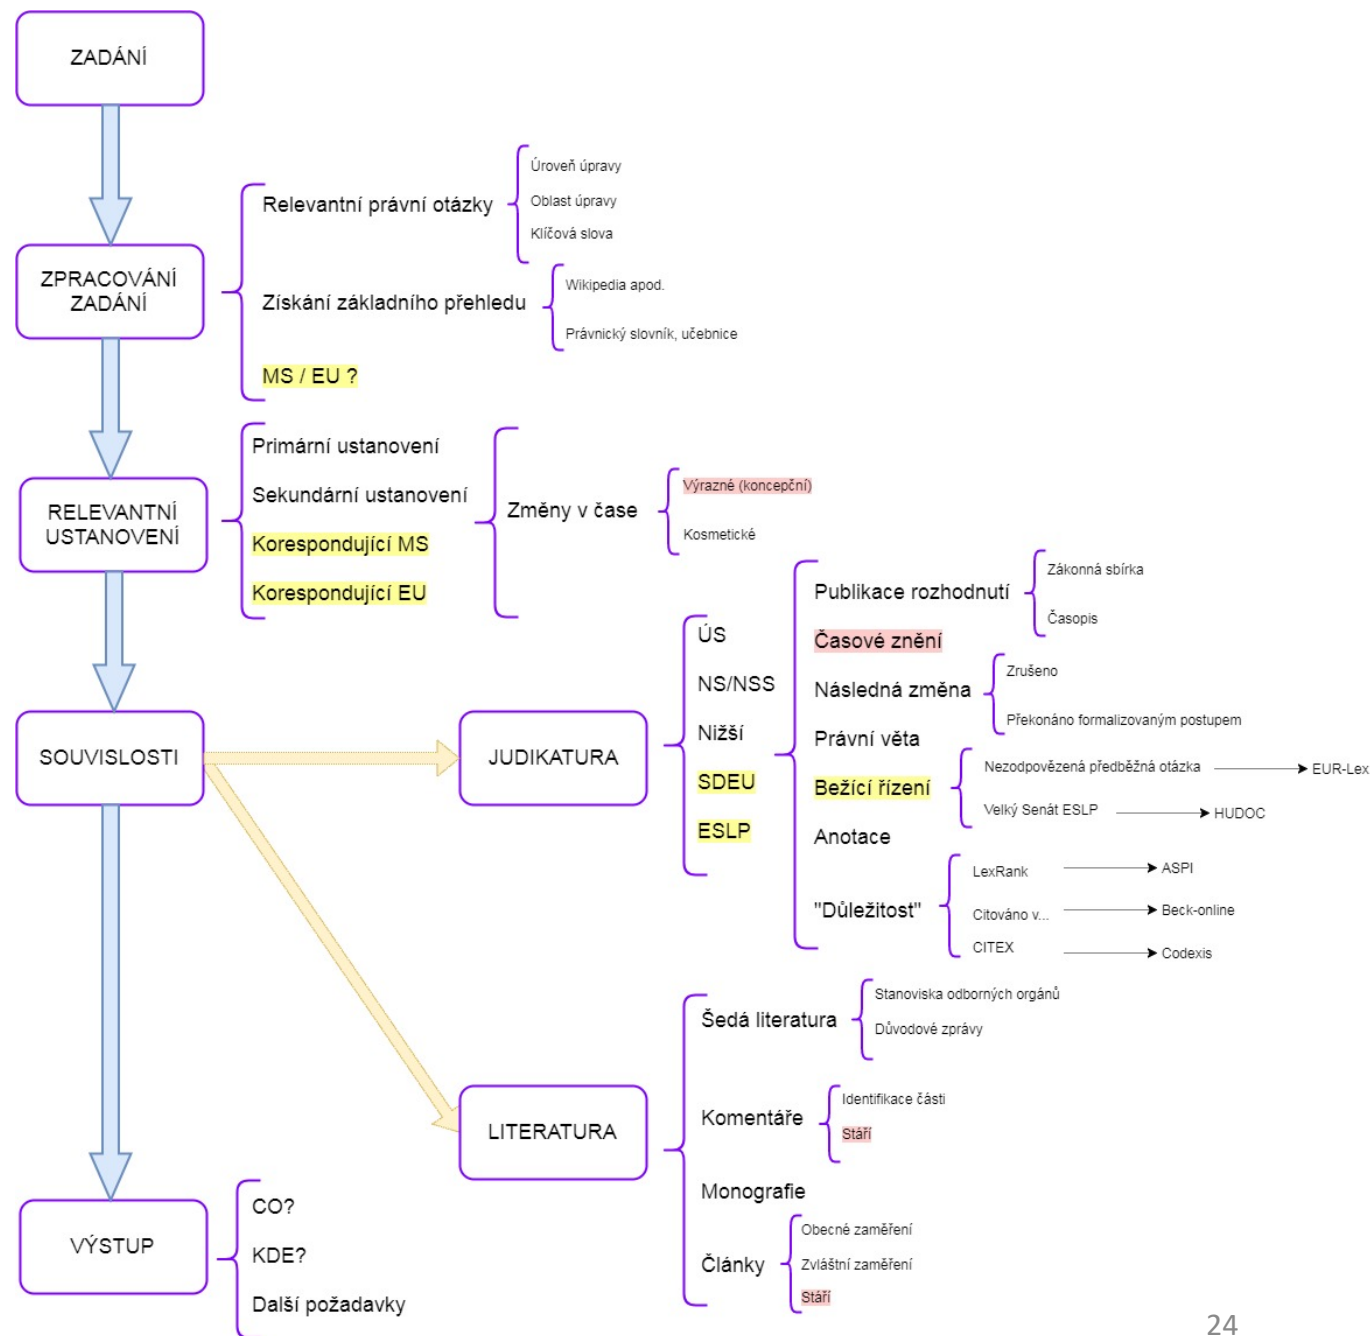 ZADÁNÍ
ZPRACOVÁNÍ
ZADÁNÍ
Relevantní právní otázky
Úroveň úpravy
Oblast úpravy
Klíčová slova
Získání základního přehledu
Wikipedia apod.
Právnický slovník, učebnice
MS / EU ?
RELEVANTNÍ
USTANOVENÍ
Primární ustanovení
Sekundární ustanovení
Korespondující MS
Korespondující EU
Změny v čase
Výrazné (koncepční)
Kosmetické
SOUVISLOSTI
JUDIKATURA
ÚS
NS/NSS
Nižší
SDEU
ESLP
Publikace rozhodnutí
Zákonná sbírka
Časopis
Časové znění
Následná změna
Zrušeno
Překonáno formalizovaným postupem
Právní věta
Bežící řízení
Nezodpovězená předběžná otázka
EUR-Lex
Velký Senát ESLP
HUDOC
Anotace
"Důležitost"
LexRank
ASPI
Citováno v...
Beck-online
CITEX
Codexis
LITERATURA
Šedá literatura
Stanoviska odborných orgánů
Důvodové zprávy
Komentáře
Identifikace části
Stáří
Monografie
Články
Obecné zaměření
Zvláštní zaměření
Stáří
VÝSTUP
CO?
KDE?
Další požadavky
24